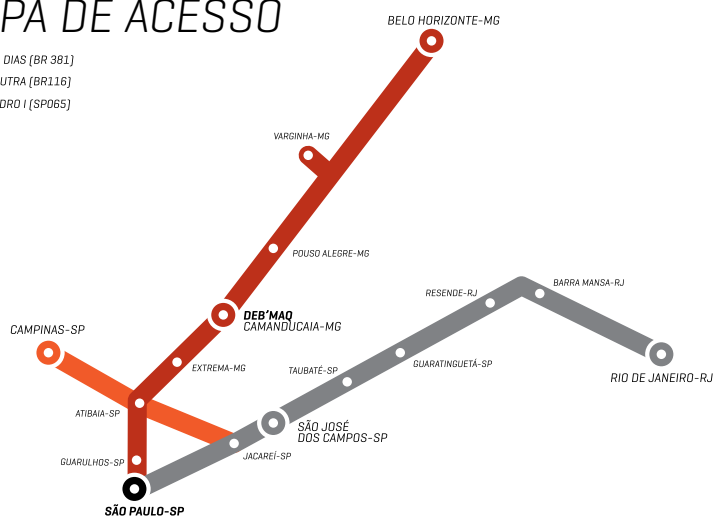 PA DE ACESSO
BELO HORIZONTE-MG
DIAS (BR 381)
UTRA (BR116)
DRO I (SP065)
VARGINHA-MG
POUSO ALEGRE-MG
BARRA MANSA-RJ
RESENDE-RJ
DEB'MAQ
CAMANDUCAIA-MG
CAMPINAS-SP
EXTREMA-MG
TAUBATÉ-SP
GUARATINGUETÁ-SP
RIO DE JANEIRO-RJ
ATIBAIA-SP
SÃO JOSÉ
DOS CAMPOS-SP
JACAREÍ-SP
GUARULHOS-SP
SÃO PAULO-SP